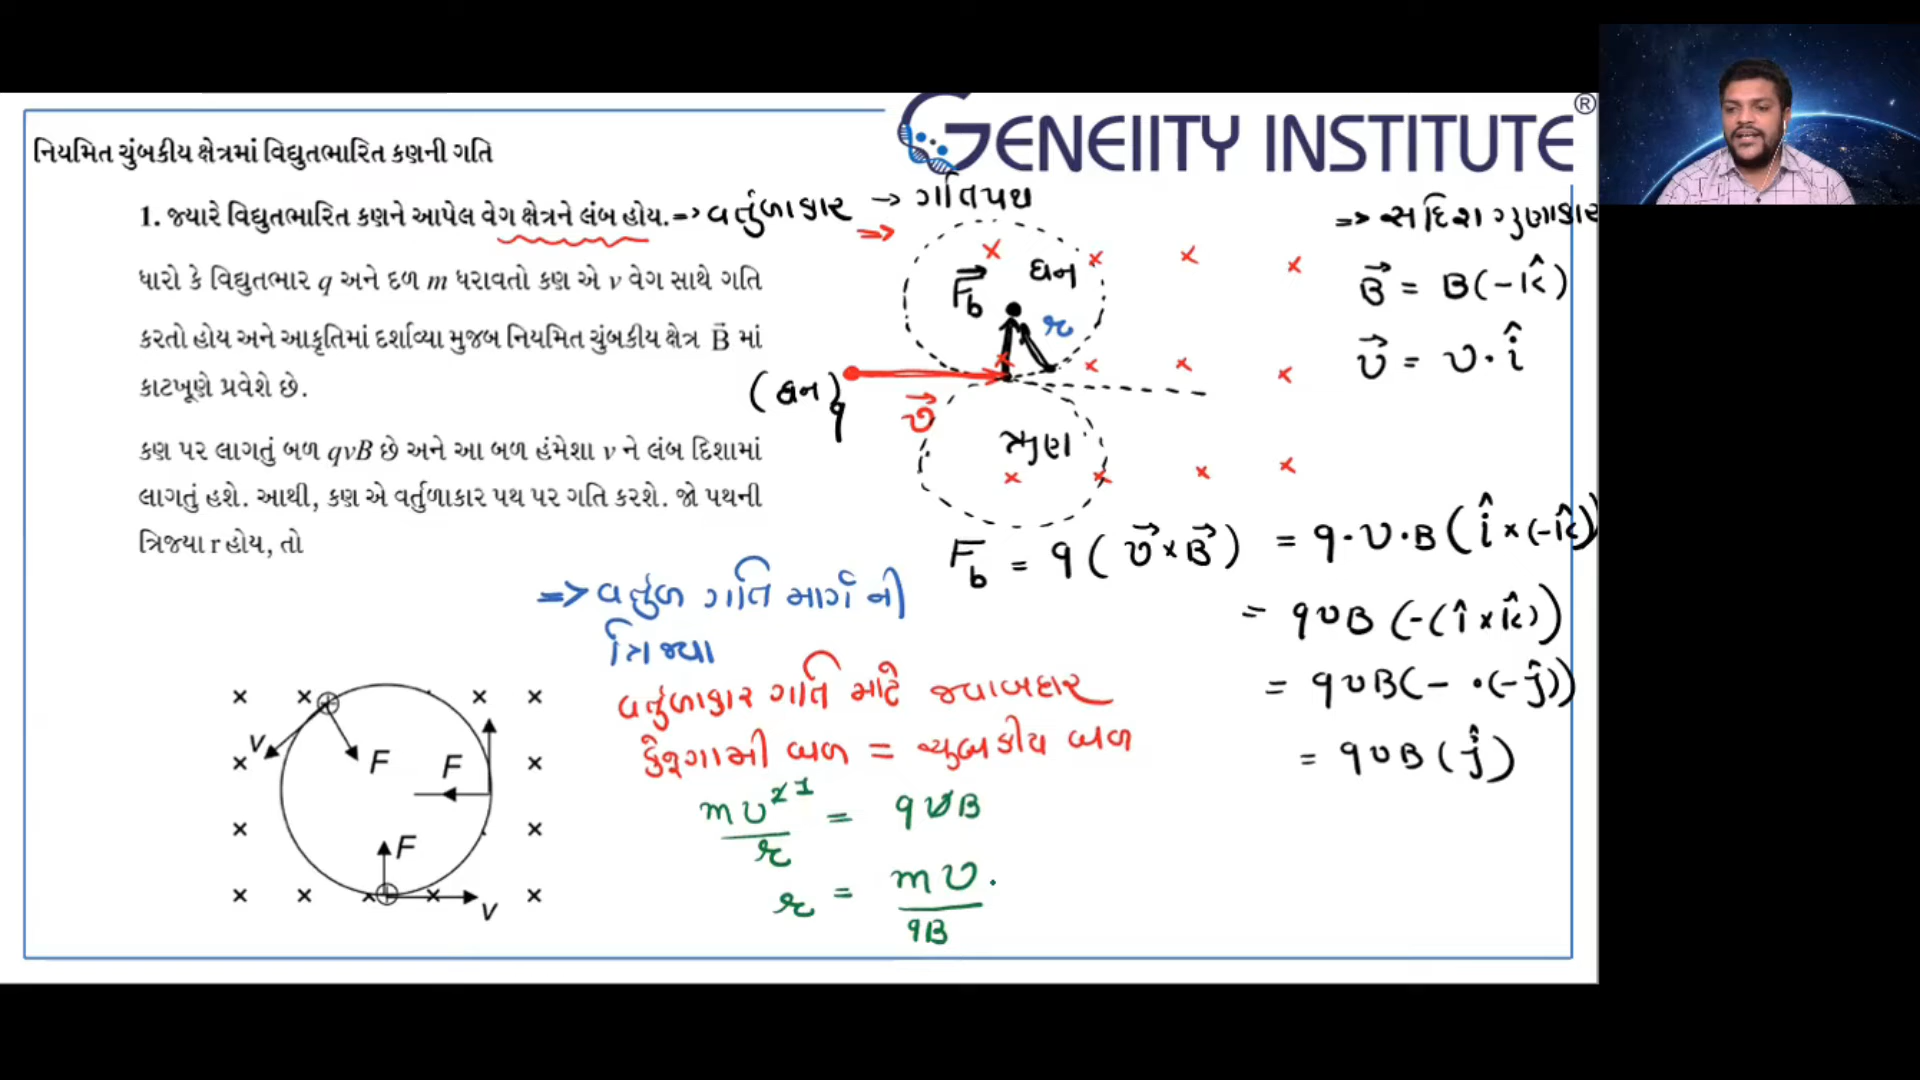 GENEIITY INSTITUTE®
નિયમિત ચુંબકીય ક્ષેત્રમાં વિદ્યુતભારિત કણની ગતિ
1. જ્યારે વિદ્યુતભારિત કણને આપેલ વેગ ક્ષેત્રને લંબ હોય. => વર્તુળાકાર → ગતિપથ
ધારો કે વિદ્યુતભાર q અને દળ m ધરાવતો કણ એ v વેગ સાથે ગતિ
કરતો હોય અને આકૃતિમાં દર્શાવ્યા મુજબ નિયમિત ચુંબકીય ક્ષેત્ર B⃗ માં
કાટખૂણે પ્રવેશે છે.
કણ પર લાગતું બળ qvB છે અને આ બળ હંમેશા v ને લંબ દિશામાં
લાગતું હશે. આથી, કણ એ વર્તુળાકાર પથ પર ગતિ કરશે. જો પથની
ત્રિજ્યા r હોય, તો
× × × ×
F⃗b ધન
r
× × × ×
(ધન) q
v⃗
ઋણ
× × × ×
=> સદિશ ગુણાકાર
B⃗ = B(-k̂)
v⃗ = v·î
Fb = q(v⃗×B⃗) = q·v·B(î×(-k̂))
= qvB(-(î×k̂))
= qvB(-·(-ĵ))
= qvB(ĵ)
=> વર્તુળ ગતિ માર્ગ ની
ત્રિજ્યા
વર્તુળાકાર ગતિ માટે જવાબદાર
કેન્દ્રગામી બળ = ચુંબકીય બળ
mv²¹/r = qvB
r = mv/qB
× × × ×
v F F
× ×
× ×
F
× × × × ×
v